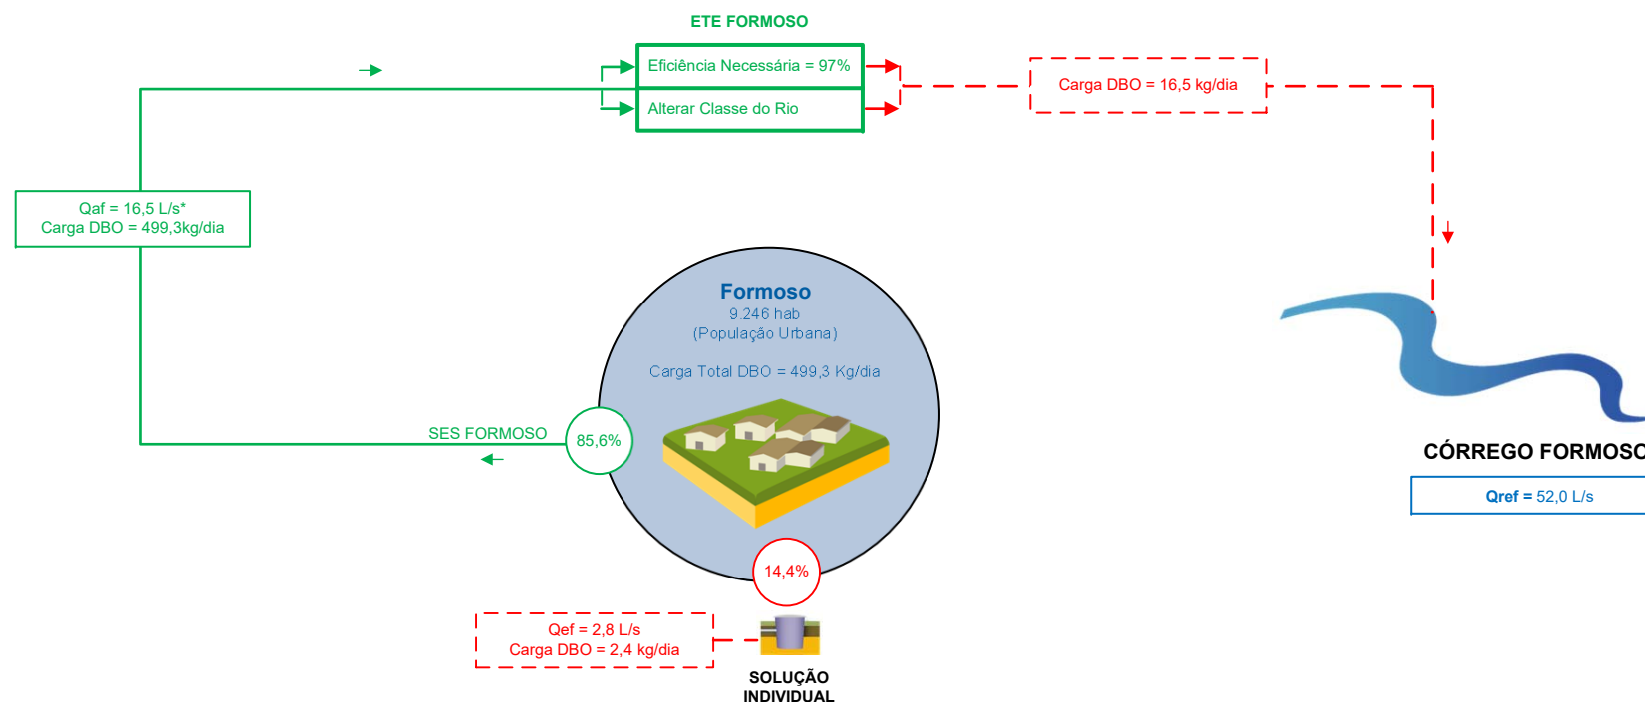 ETE FORMOSO
Eficiência Necessária = 97%
Alterar Classe do Rio
Carga DBO = 16,5 kg/dia
Qaf = 16,5 L/s*
Carga DBO = 499,3kg/dia
Formoso
9.246 hab
(População Urbana)
Carga Total DBO = 499,3 Kg/dia
SES FORMOSO
85,6%
CÓRREGO FORMOSO
Qref = 52,0 L/s
14,4%
Qef = 2,8 L/s
Carga DBO = 2,4 kg/dia
SOLUÇÃO
INDIVIDUAL